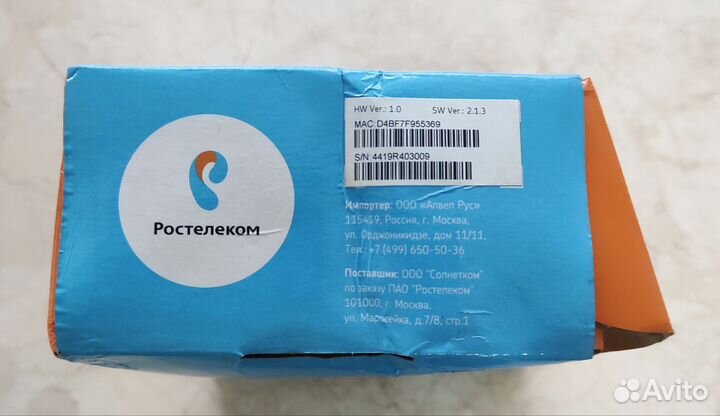 Ростелеком
HW Ver.: 1.0 SW Ver.: 2.1.3
MAC:D4BF7F955369
S/N:4419R403009
Импортер: ООО «Алвел Рус»
115419, Россия, г. Москва,
ул. Орджоникидзе, дом 11/11,
Тел.: +7 (499) 650-50-36
Поставщик: ООО "Солнетком"
по заказу ПАО "Ростелеком"
101000, г. Москва,
ул. Маросейка, д.7/8, стр.1
Avito